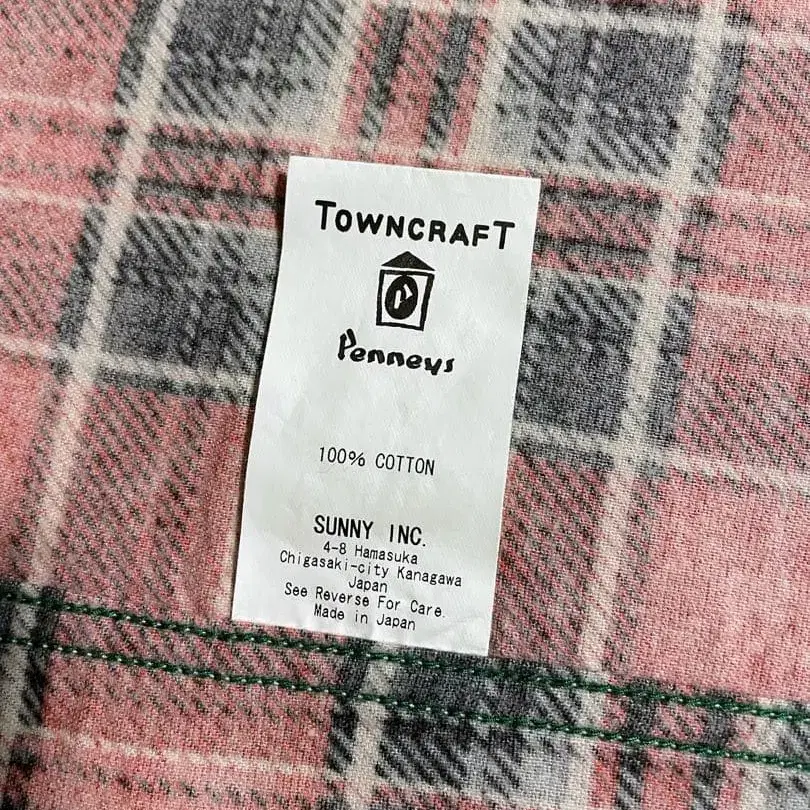 TOWNCRAFT
P
Penneys
100% COTTON
SUNNY INC.
4-8 Hamasuka
Chigasaki-city Kanagawa
Japan
See Reverse For Care.
Made in Japan